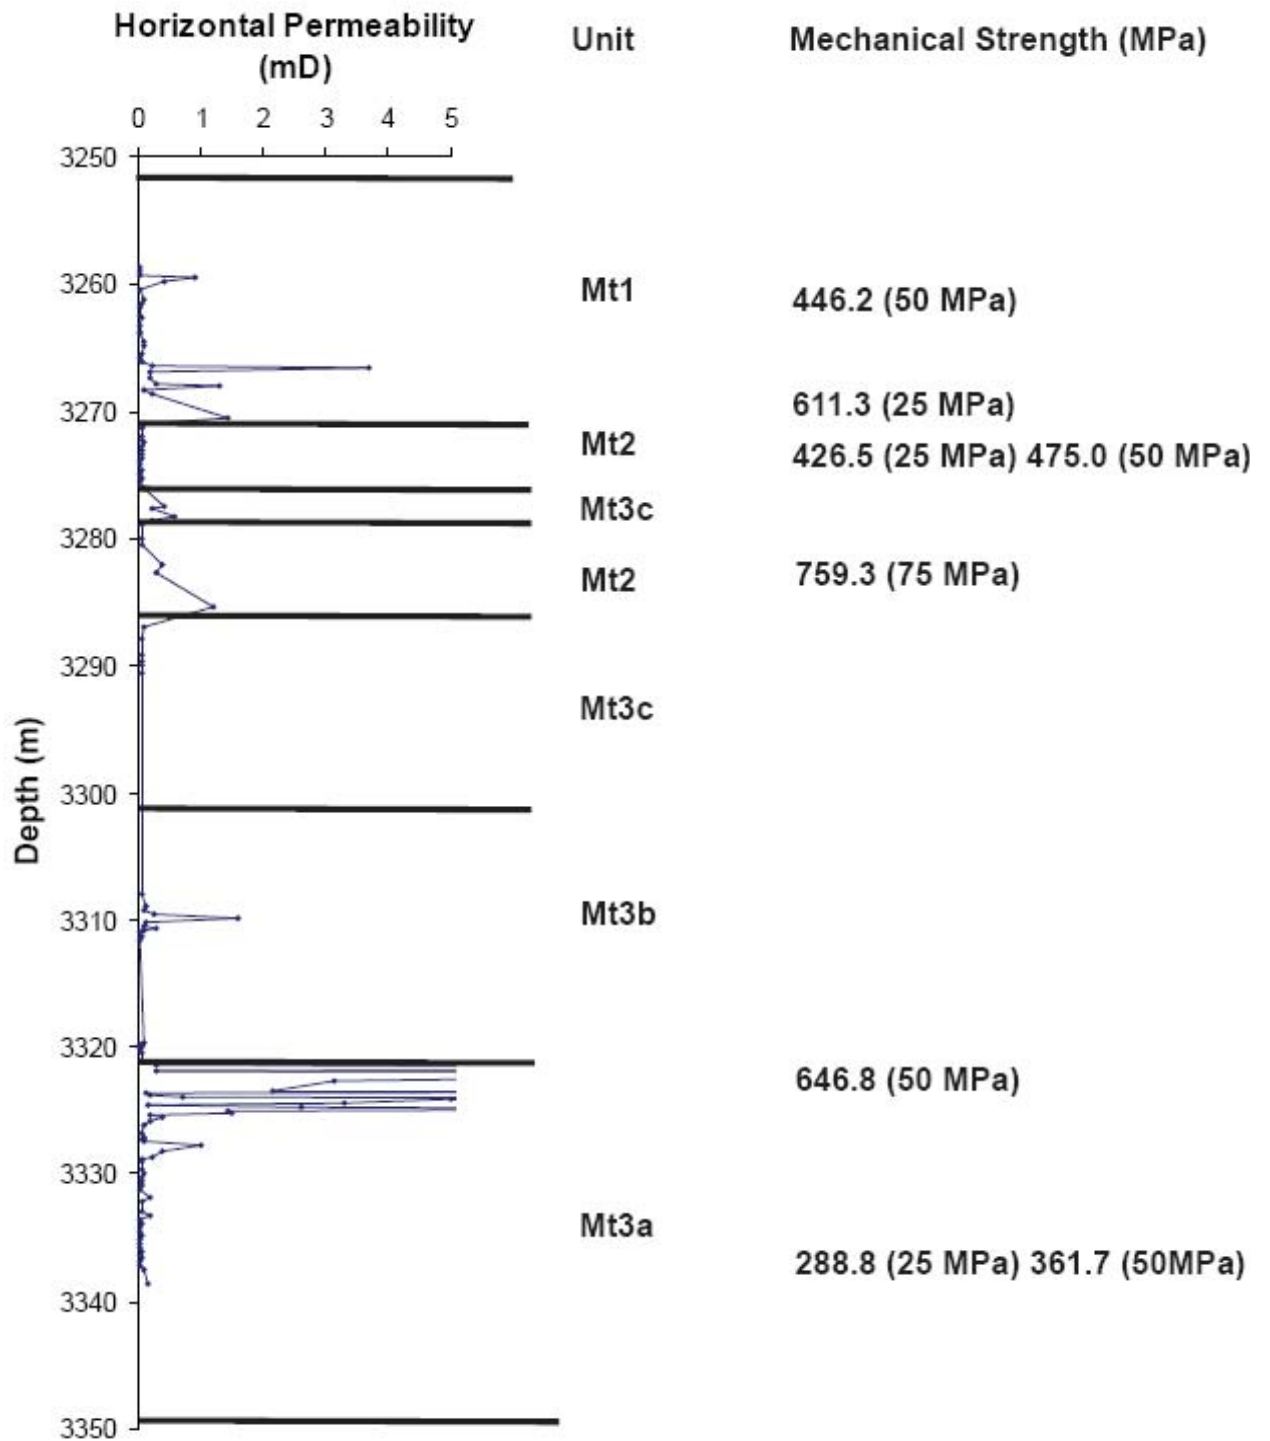 Horizontal Permeability
(mD)
Unit
Mechanical Strength (MPa)
0 1 2 3 4 5
3250
3260
Mt1
446.2 (50 MPa)
611.3 (25 MPa)
3270
Mt2
426.5 (25 MPa) 475.0 (50 MPa)
Mt3c
3280
Mt2
759.3 (75 MPa)
3290
Mt3c
Depth (m)
3300
3310
Mt3b
3320
646.8 (50 MPa)
3330
Mt3a
288.8 (25 MPa) 361.7 (50MPa)
3340
3350